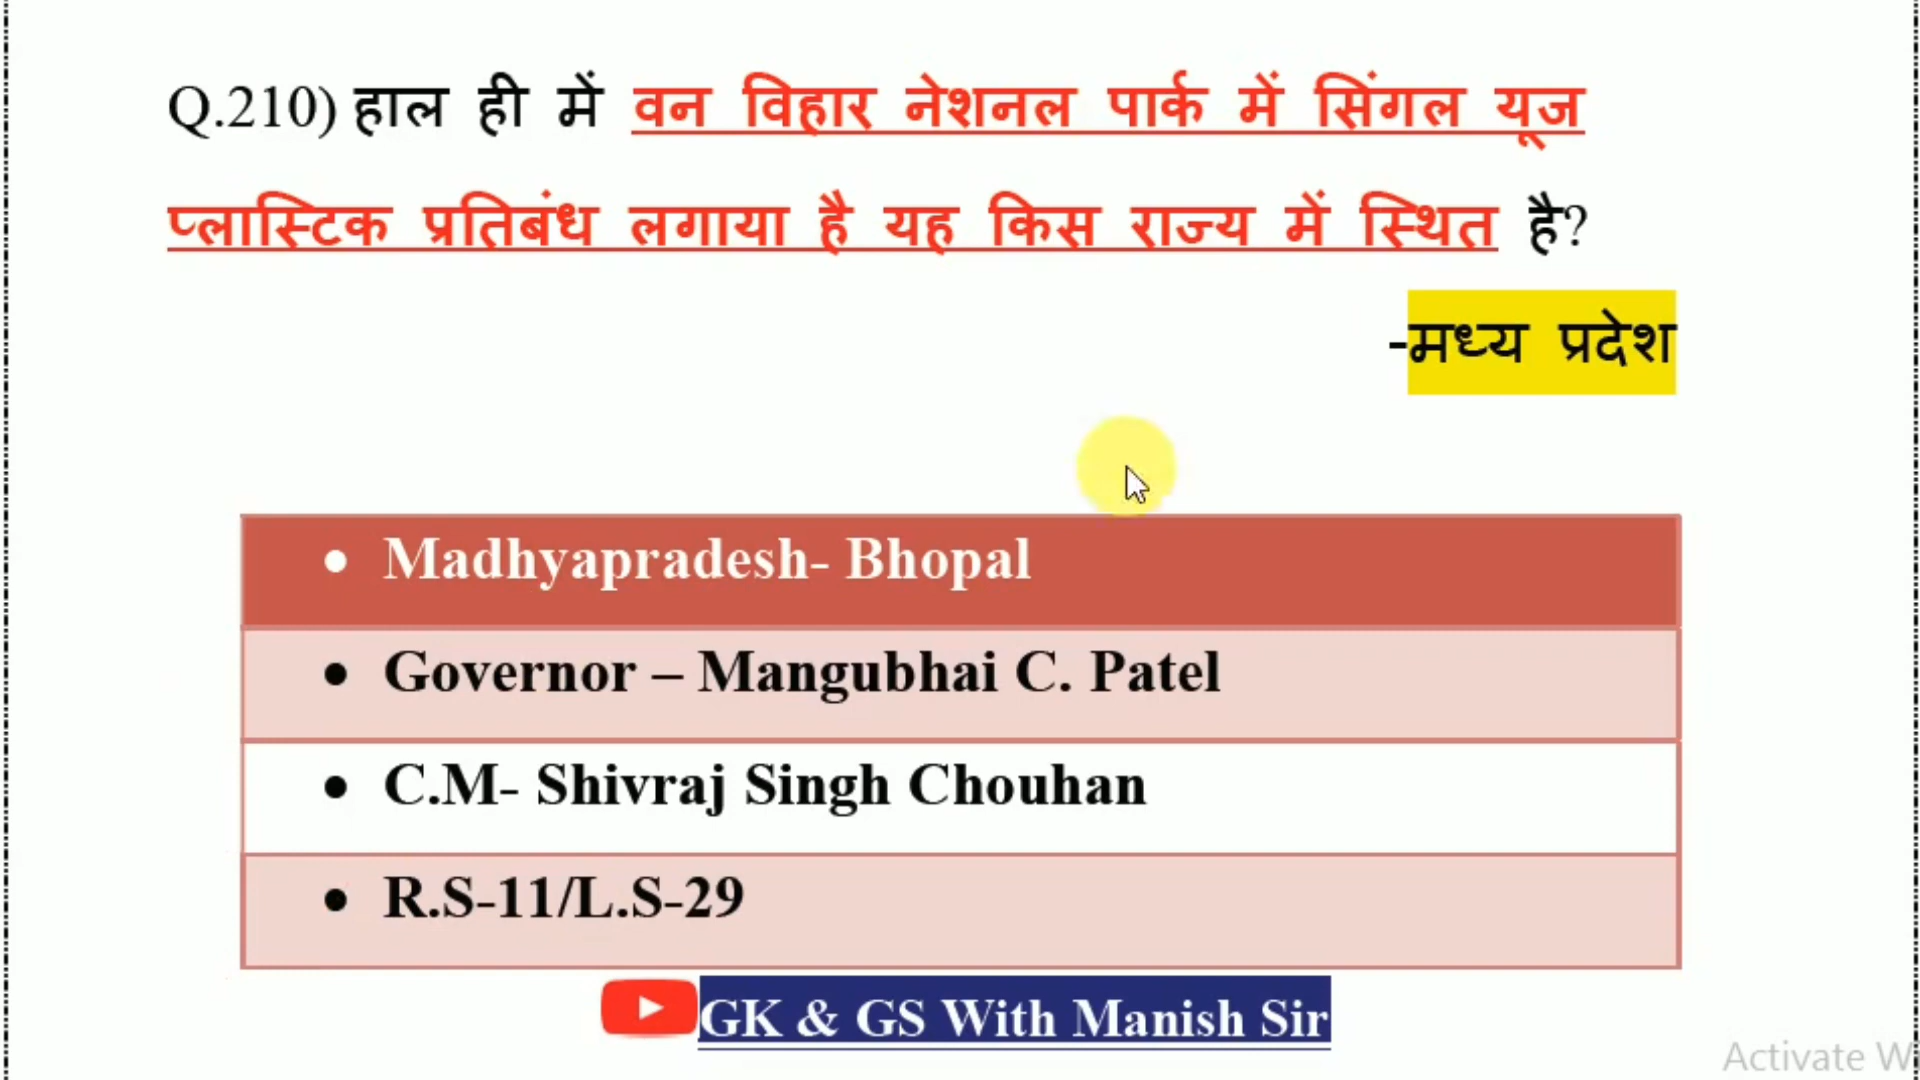 Q.210) हाल ही में वन विहार नेशनल पार्क में सिंगल यूज
प्लास्टिक प्रतिबंध लगाया है यह किस राज्य में स्थित है?
-मध्य प्रदेश
• Madhyapradesh- Bhopal
• Governor – Mangubhai C. Patel
• C.M- Shivraj Singh Chouhan
• R.S-11/L.S-29
GK & GS With Manish Sir
Activate W